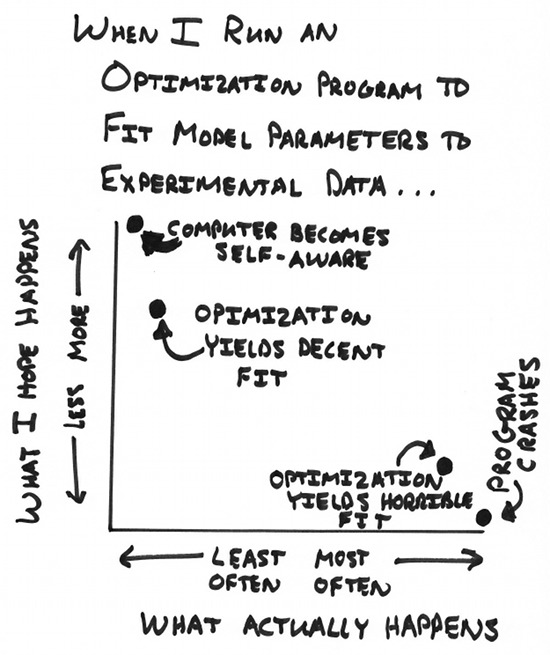 WHEN I RUN AN
OPTIMIZATION PROGRAM TO
FIT MODEL PARAMETERS TO
EXPERIMENTAL DATA...
WHAT I HOPE HAPPENS
LESS MORE
COMPUTER BECOMES
SELF-AWARE
OPIMIZATION
YIELDS DECENT
FIT
OPTIMIZATION
YIELDS HORRIBLE
FIT
PROGRAM
CRASHES
LEAST MOST
OFTEN OFTEN
WHAT ACTUALLY HAPPENS